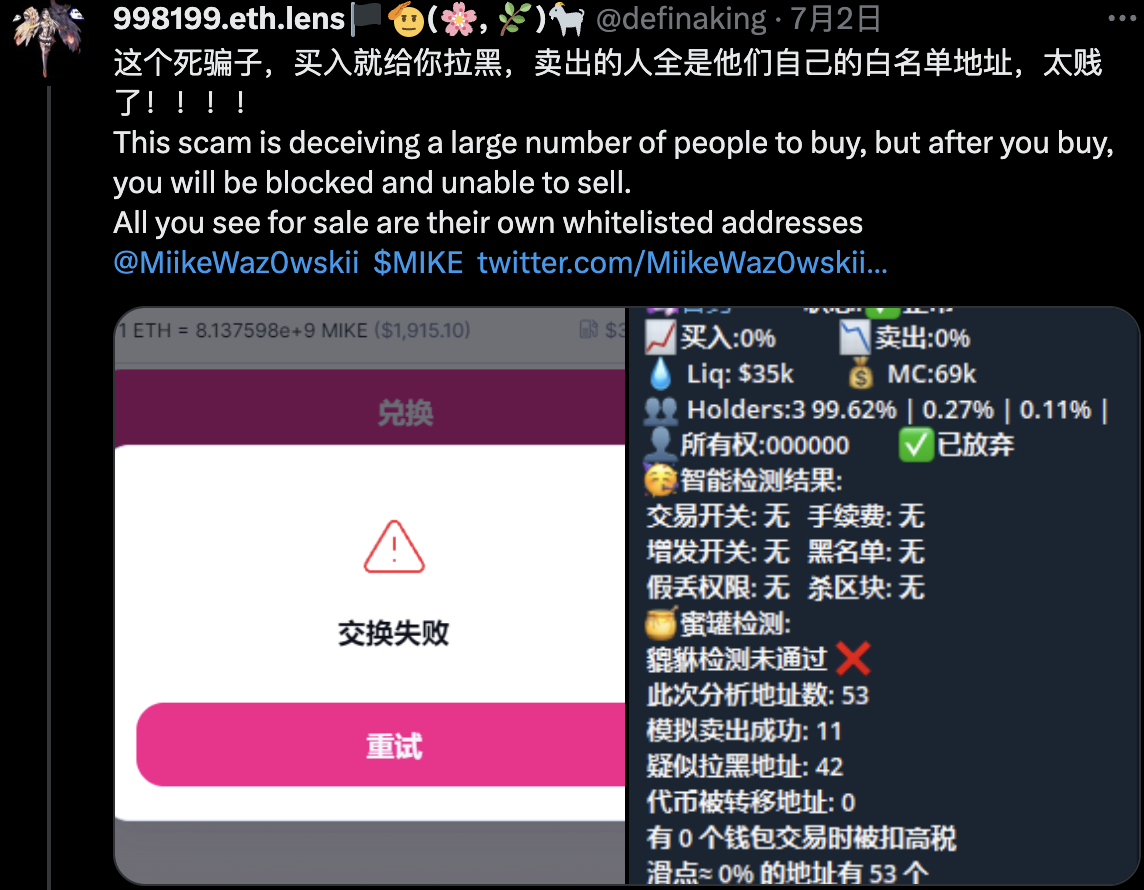 998199.eth.lens🏴🫡(🌸, 🌿)🐐 @definaking · 7月2日
这个死骗子，买入就给你拉黑，卖出的人全是他们自己的白名单地址，太贱
了！！！！
This scam is deceiving a large number of people to buy, but after you buy,
you will be blocked and unable to sell.
All you see for sale are their own whitelisted addresses
@MiikeWaz0wskii $MIKE twitter.com/MiikeWaz0wskii…
1 ETH = 8.137598e+9 MIKE ($1,915.10) $3
兑换
交换失败
重试
📈买入:0% 📉卖出:0%
💧 Liq: $35k 💰 MC:69k
👥 Holders:3 99.62% | 0.27% | 0.11% |
👤所有权:000000 ✅已放弃
🥳智能检测结果:
交易开关: 无 手续费: 无
增发开关: 无 黑名单: 无
假丢权限: 无 杀区块: 无
🍯蜜罐检测:
貔貅检测未通过❌
此次分析地址数: 53
模拟卖出成功: 11
疑似拉黑地址: 42
代币被转移地址: 0
有 0 个钱包交易时被扣高税
滑点≈ 0% 的地址有 53 个